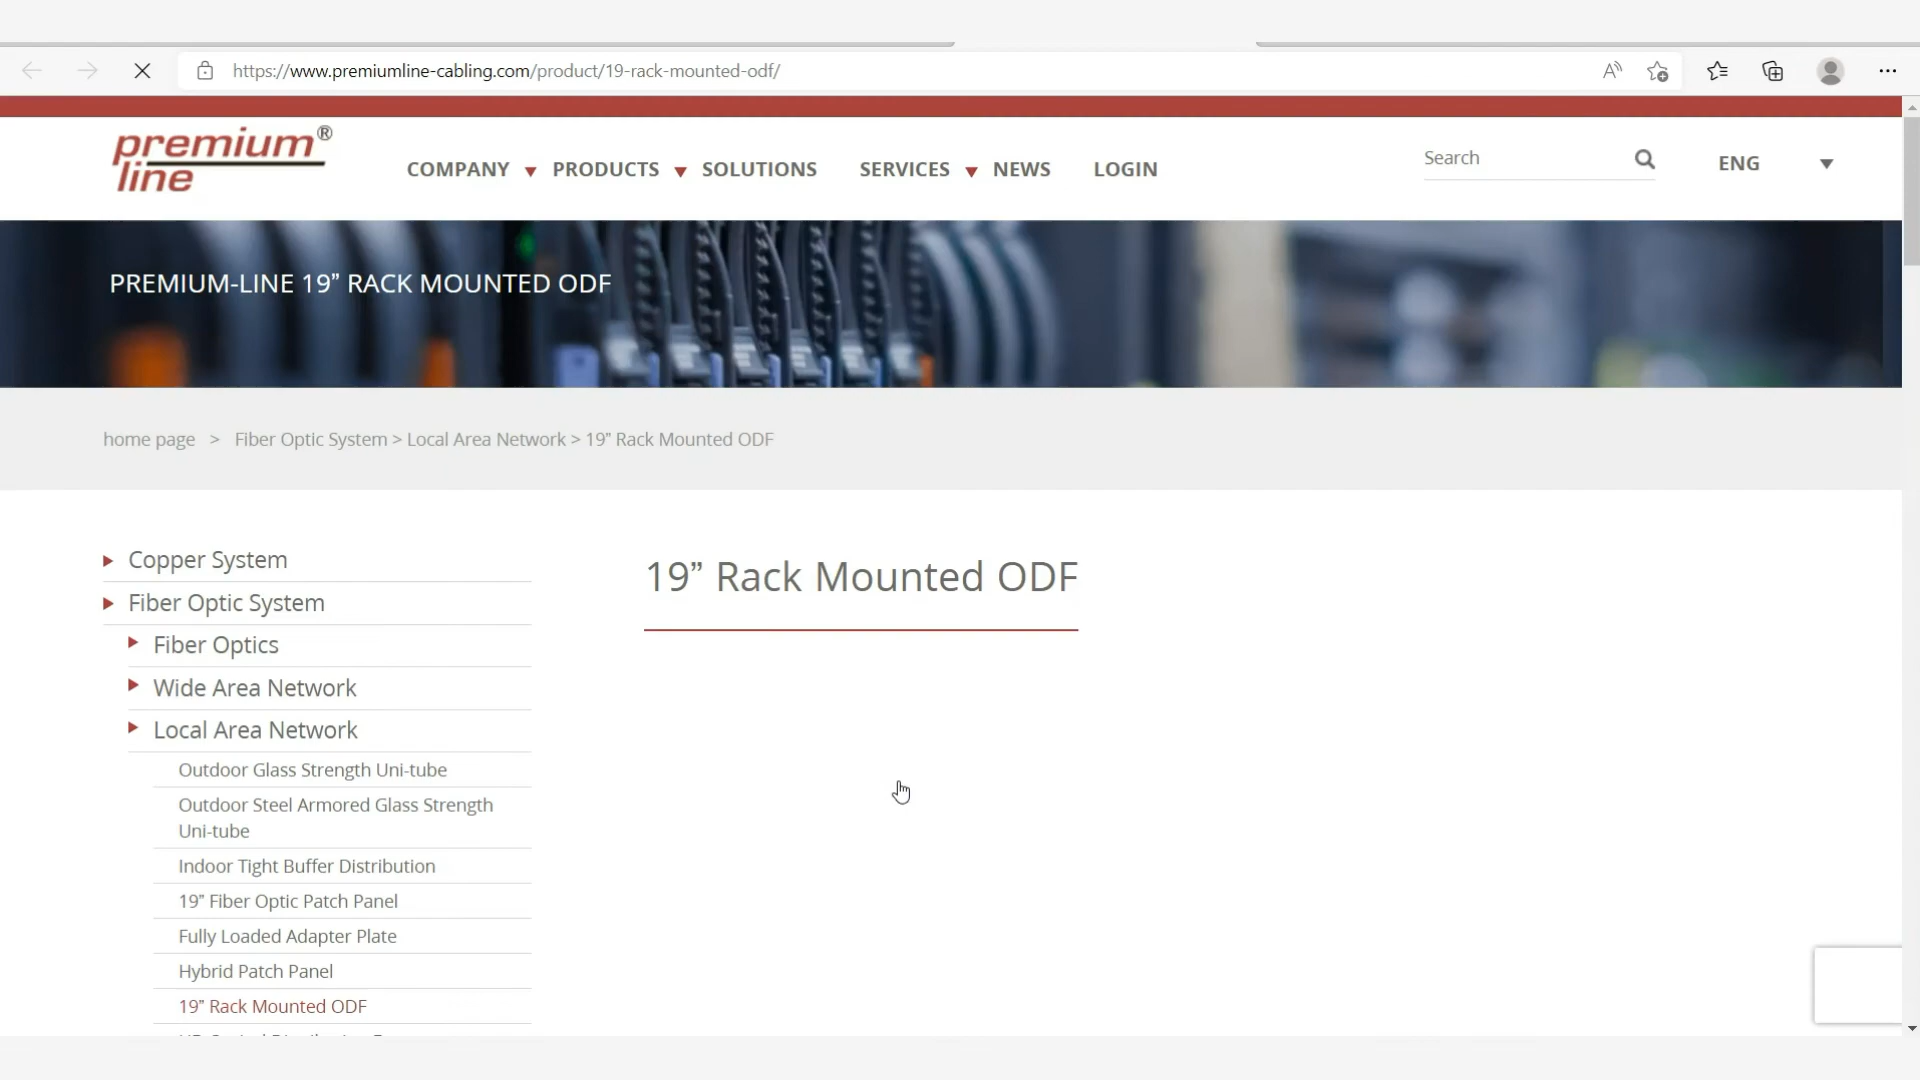 https://www.premiumline-cabling.com/product/19-rack-mounted-odf/
premium®
line
COMPANY PRODUCTS SOLUTIONS SERVICES NEWS LOGIN
Search
ENG
PREMIUM-LINE 19” RACK MOUNTED ODF
home page > Fiber Optic System > Local Area Network > 19” Rack Mounted ODF
Copper System
Fiber Optic System
Fiber Optics
Wide Area Network
Local Area Network
Outdoor Glass Strength Uni-tube
Outdoor Steel Armored Glass Strength
Uni-tube
Indoor Tight Buffer Distribution
19” Fiber Optic Patch Panel
Fully Loaded Adapter Plate
Hybrid Patch Panel
19” Rack Mounted ODF
19” Rack Mounted ODF